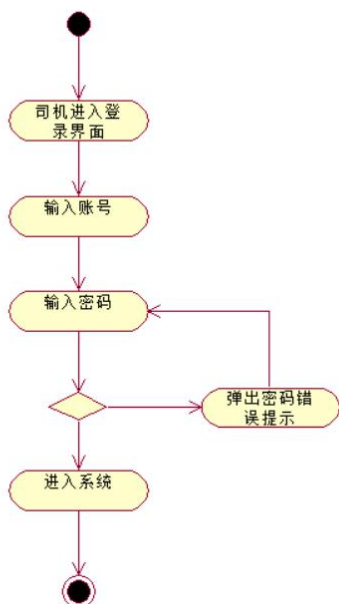 司机进入登
录界面
输入账号
输入密码
弹出密码错
误提示
进入系统